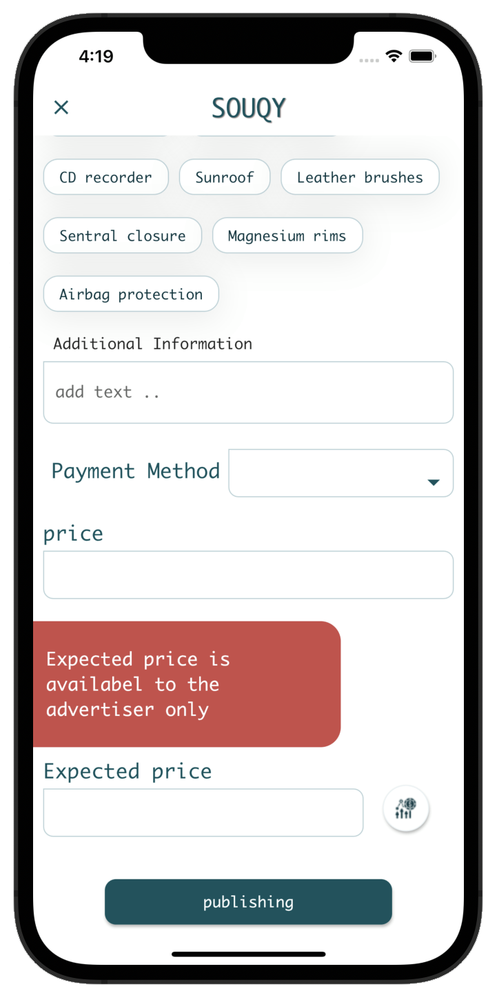 4:19
SOUQY
CD recorder Sunroof Leather brushes
Sentral closure Magnesium rims
Airbag protection
Additional Information
add text ..
Payment Method
price
Expected price is
availabel to the
advertiser only
Expected price
publishing